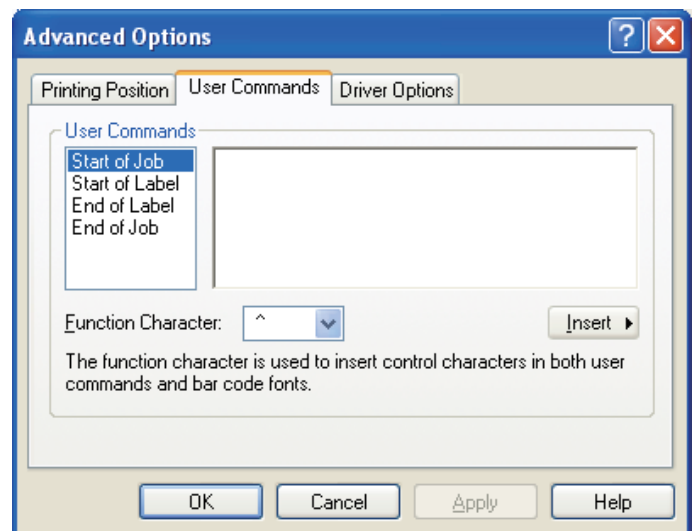 Advanced Options
Printing Position User Commands Driver Options
User Commands
Start of Job
Start of Label
End of Label
End of Job
Function Character: ^ Insert
The function character is used to insert control characters in both user
commands and bar code fonts.
OK Cancel Apply Help